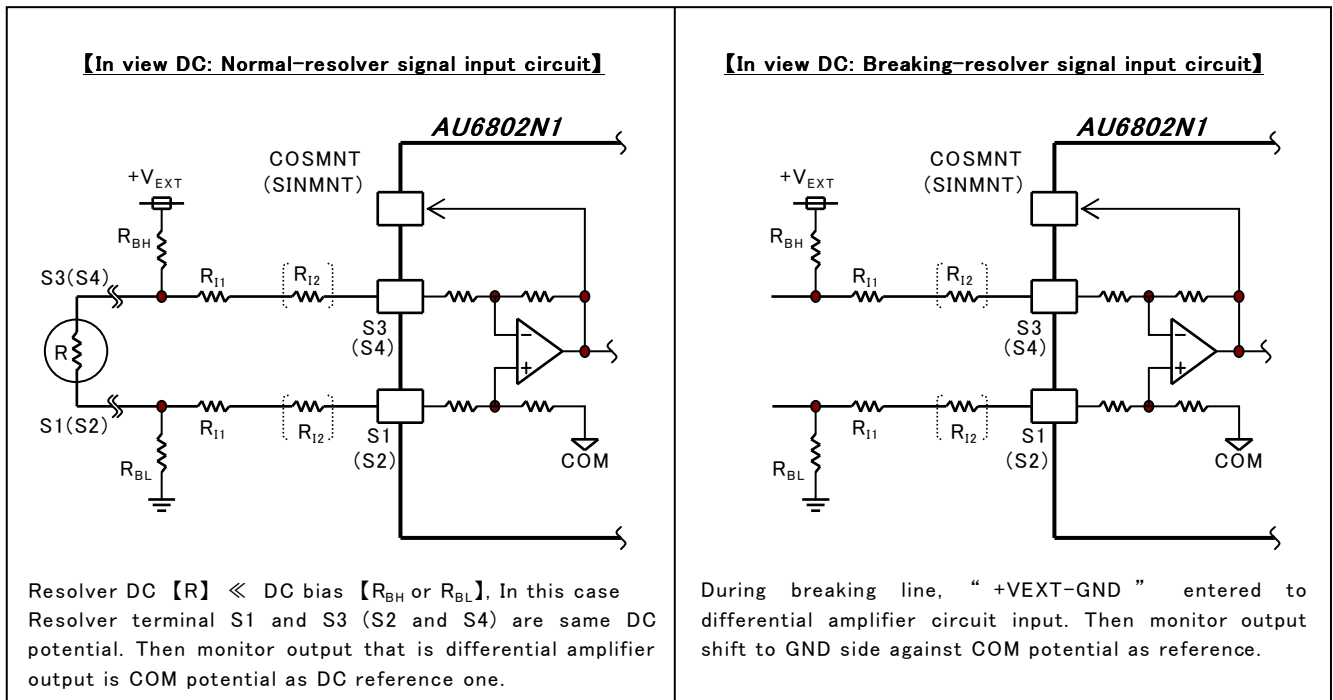 【In view DC: Normal-resolver signal input circuit】
AU6802N1
COSMNT
(SINMNT)
+VEXT
RBH
S3(S4)
RI1
RI2
S3
(S4)
R
−
+
S1(S2)
RI1
RI2
S1
(S2)
RBL
COM
Resolver DC 【R】 ≪ DC bias 【RBH or RBL】, In this case
Resolver terminal S1 and S3 (S2 and S4) are same DC
potential. Then monitor output that is differential amplifier
output is COM potential as DC reference one.
【In view DC: Breaking-resolver signal input circuit】
AU6802N1
COSMNT
(SINMNT)
+VEXT
RBH
RI1
RI2
S3
(S4)
−
+
RI1
RI2
S1
(S2)
RBL
COM
During breaking line, “ +VEXT-GND ” entered to
differential amplifier circuit input. Then monitor output
shift to GND side against COM potential as reference.